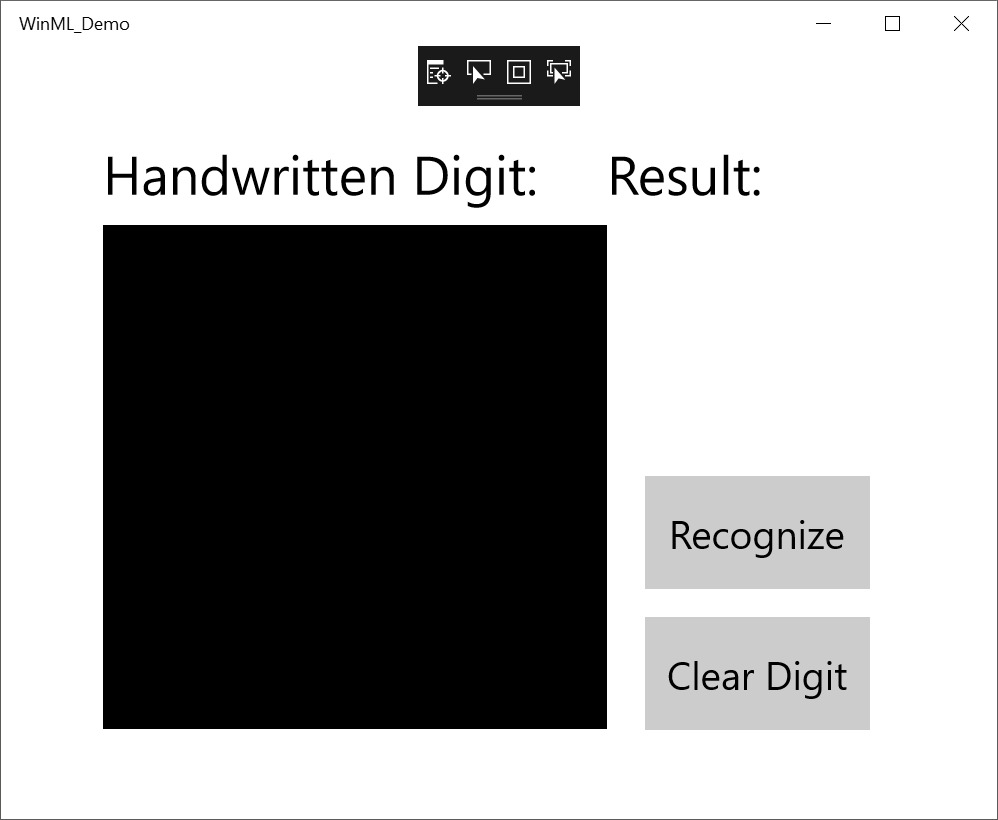 WinML_Demo
Handwritten Digit:
Result:
Recognize
Clear Digit